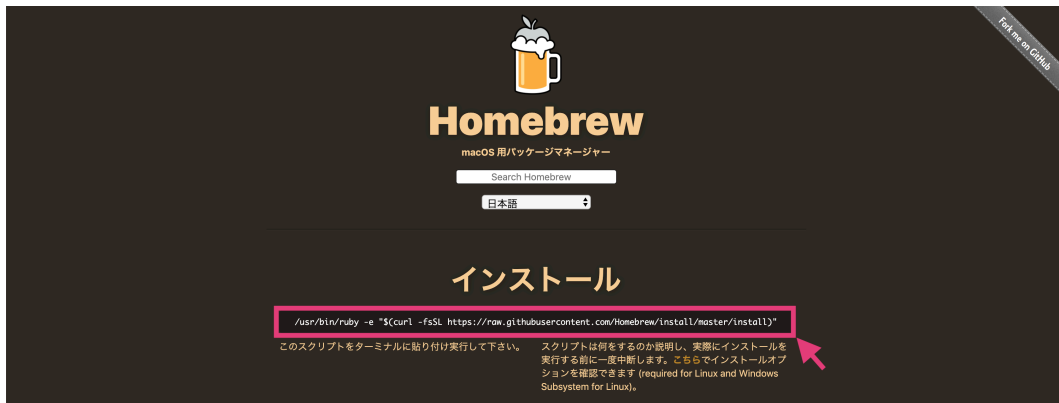 Fork me on GitHub
Homebrew
macOS 用パッケージマネージャー
Search Homebrew
日本語
インストール
/usr/bin/ruby -e "$(curl -fsSL https://raw.githubusercontent.com/Homebrew/install/master/install)"
このスクリプトをターミナルに貼り付け実行して下さい。
スクリプトは何をするのか説明し、実際にインストールを
実行する前に一度中断します。こちらでインストールオプ
ションを確認できます (required for Linux and Windows
Subsystem for Linux)。